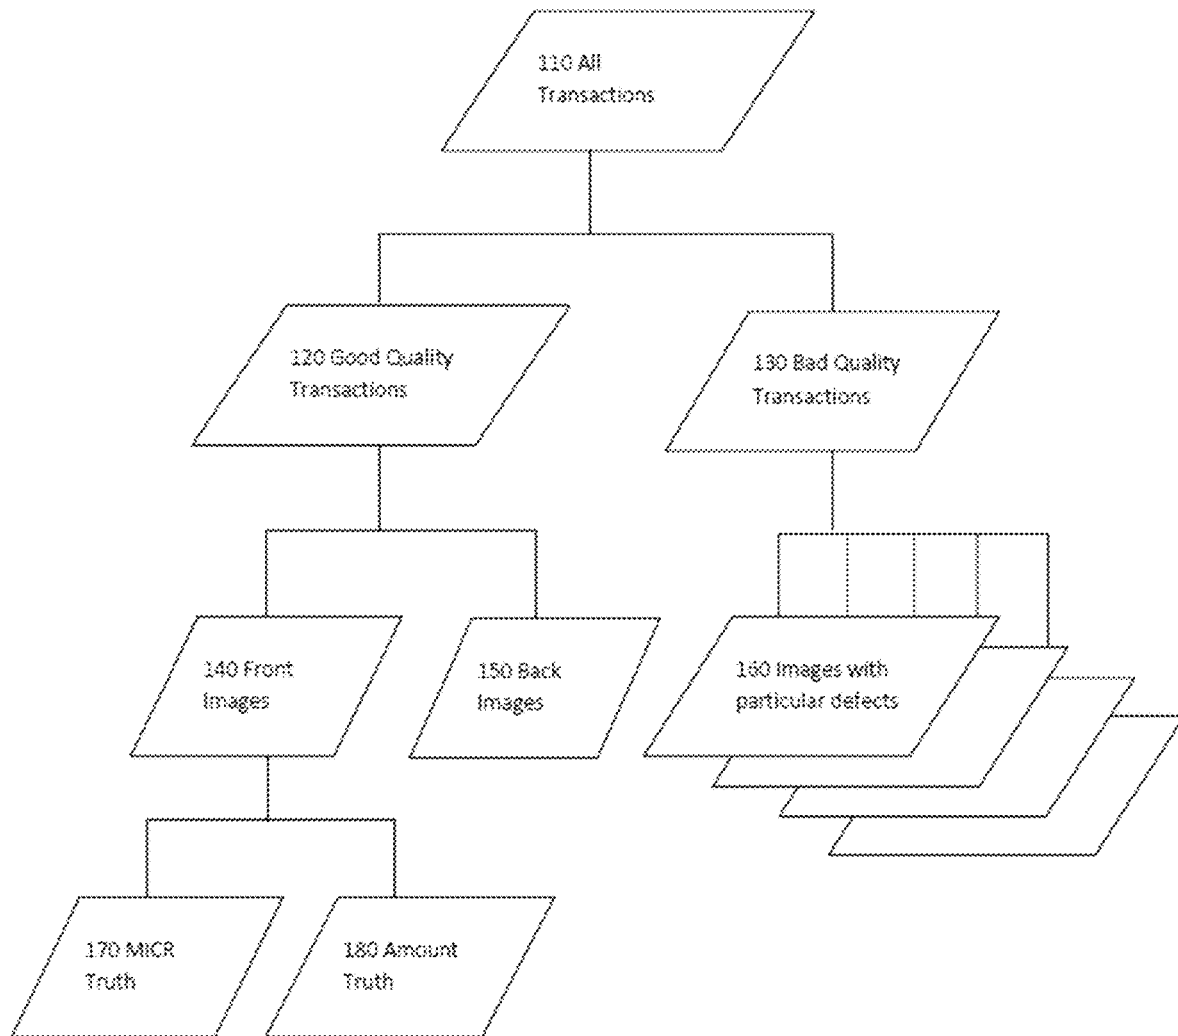 110 All
Transactions
120 Good Quality
Transactions
130 Bad Quality
Transactions
140 Front
Images
150 Back
Images
160 Images with
particular defects
170 MICR
Truth
180 Amount
Truth